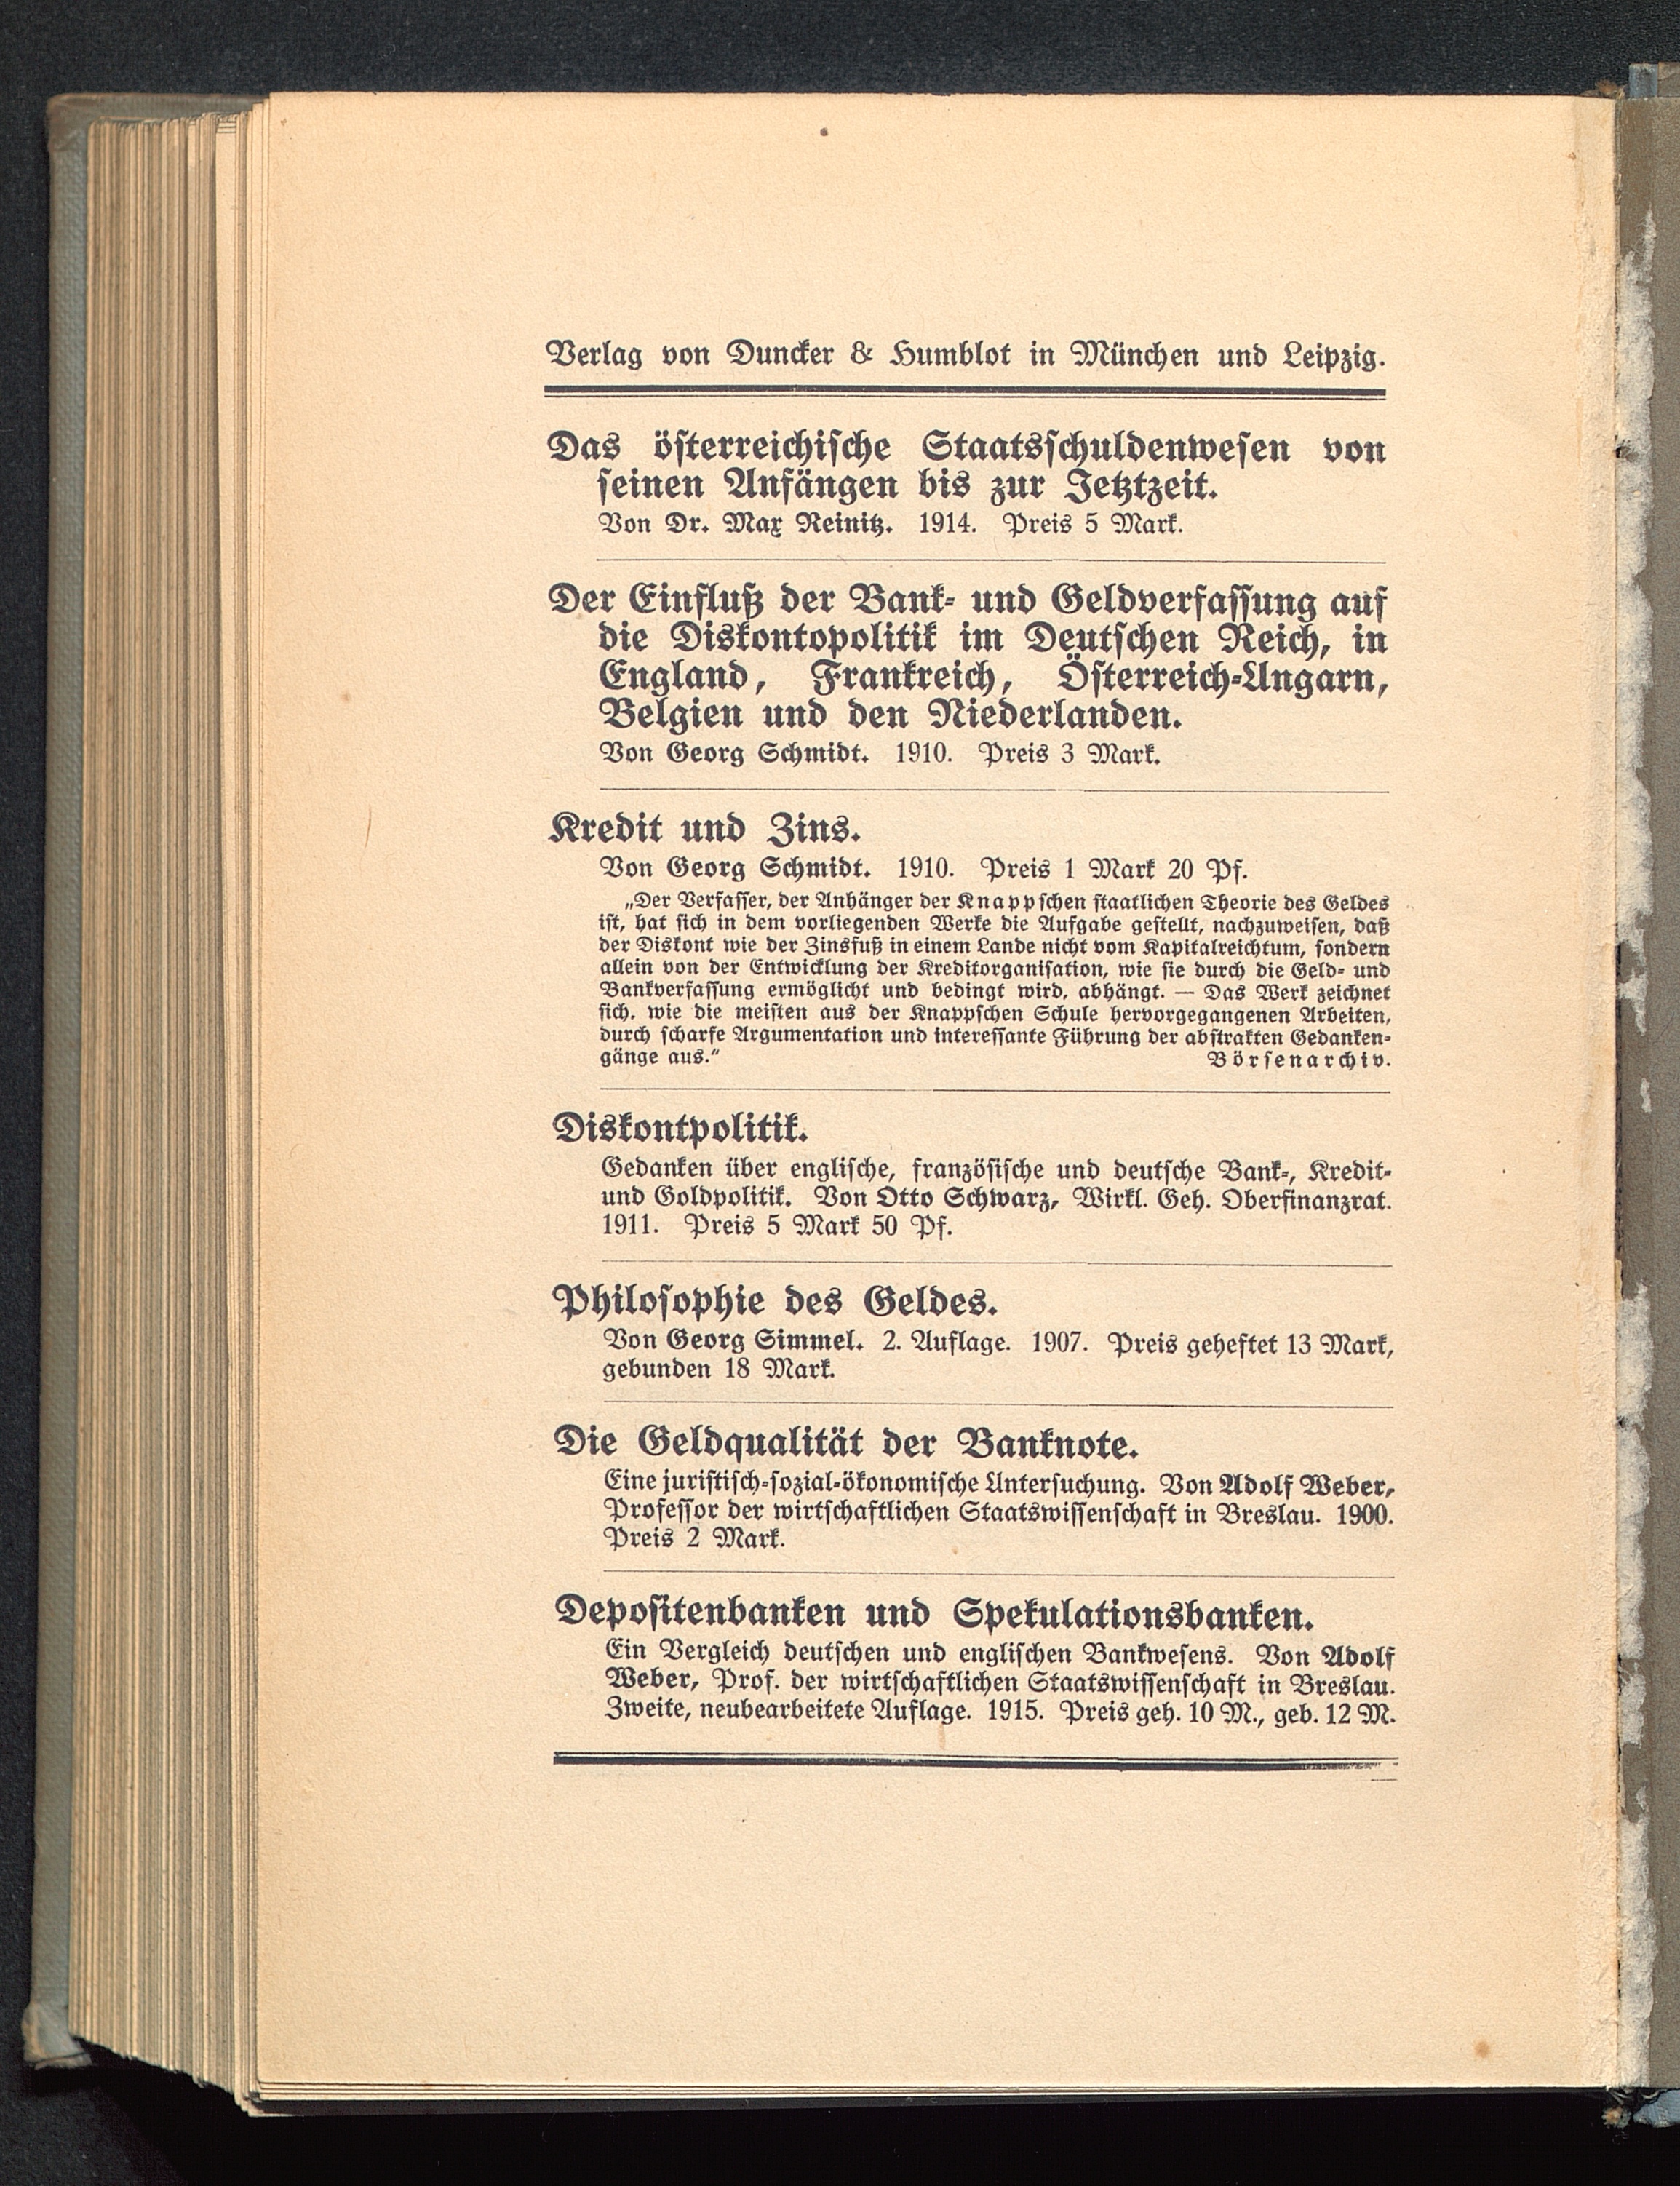 Verlag von Duncker & Humblot in München und Leipzig.
Das österreichische Staatsschuldenwesen von
seinen Anfängen bis zur Jetztzeit.
Von Dr. Max Reinitz. 1914. Preis 5 Mark.
Der Einfluß der Bank- und Geldverfassung auf
die Diskontopolitik im Deutschen Reich, in
England, Frankreich, Österreich-Ungarn,
Belgien und den Niederlanden.
Von Georg Schmidt. 1910. Preis 3 Mark.
Kredit und Zins.
Von Georg Schmidt. 1910. Preis 1 Mark 20 Pf.
„Der Verfasser, der Anhänger der Knappschen staatlichen Theorie des Geldes
ist, hat sich in dem vorliegenden Werke die Aufgabe gestellt, nachzuweisen, daß
der Diskont wie der Zinsfuß in einem Lande nicht vom Kapitalreichtum, sondern
allein von der Entwicklung der Kreditorganisation, wie sie durch die Geld- und
Bankverfassung ermöglicht und bedingt wird, abhängt. — Das Werk zeichnet
sich, wie die meisten aus der Knappschen Schule hervorgegangenen Arbeiten,
durch scharfe Argumentation und interessante Führung der abstrakten Gedanken-
gänge aus.“ Börsenarchiv.
Diskontpolitik.
Gedanken über englische, französische und deutsche Bank-, Kredit-
und Goldpolitik. Von Otto Schwarz, Wirkl. Geh. Oberfinanzrat.
1911. Preis 5 Mark 50 Pf.
Philosophie des Geldes.
Von Georg Simmel. 2. Auflage. 1907. Preis geheftet 13 Mark,
gebunden 18 Mark.
Die Geldqualität der Banknote.
Eine juristisch-sozial-ökonomische Untersuchung. Von Adolf Weber,
Professor der wirtschaftlichen Staatswissenschaft in Breslau. 1900.
Preis 2 Mark.
Depositenbanken und Spekulationsbanken.
Ein Vergleich deutschen und englischen Bankwesens. Von Adolf
Weber, Prof. der wirtschaftlichen Staatswissenschaft in Breslau.
Zweite, neubearbeitete Auflage. 1915. Preis geh. 10 M., geb. 12 M.